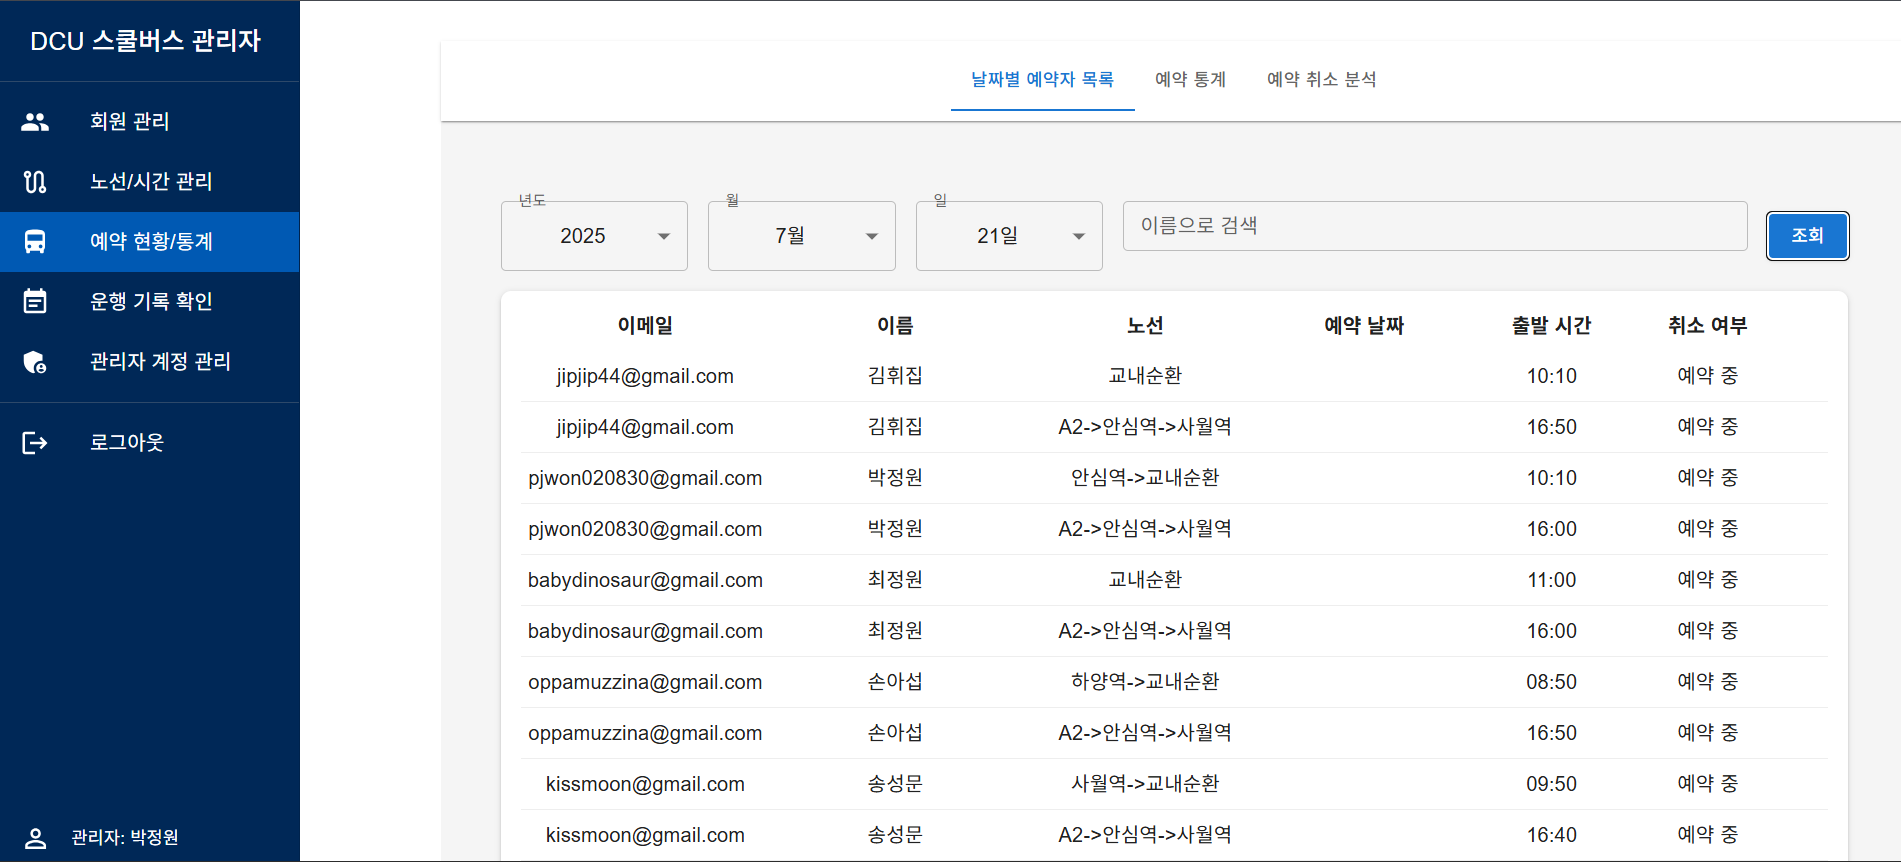 DCU 스쿨버스 관리자
회원 관리
노선/시간 관리
예약 현황/통계
운행 기록 확인
관리자 계정 관리
로그아웃
관리자: 박정원
날짜별 예약자 목록 예약 통계 예약 취소 분석
년도 월 일
2025 7월 21일 이름으로 검색 조회
이메일 이름 노선 예약 날짜 출발 시간 취소 여부
jipjip44@gmail.com 김휘집 교내순환 10:10 예약 중
jipjip44@gmail.com 김휘집 A2->안심역->사월역 16:50 예약 중
pjwon020830@gmail.com 박정원 안심역->교내순환 10:10 예약 중
pjwon020830@gmail.com 박정원 A2->안심역->사월역 16:00 예약 중
babydinosaur@gmail.com 최정원 교내순환 11:00 예약 중
babydinosaur@gmail.com 최정원 A2->안심역->사월역 16:00 예약 중
oppamuzzina@gmail.com 손아섭 하양역->교내순환 08:50 예약 중
oppamuzzina@gmail.com 손아섭 A2->안심역->사월역 16:50 예약 중
kissmoon@gmail.com 송성문 사월역->교내순환 09:50 예약 중
kissmoon@gmail.com 송성문 A2->안심역->사월역 16:40 예약 중